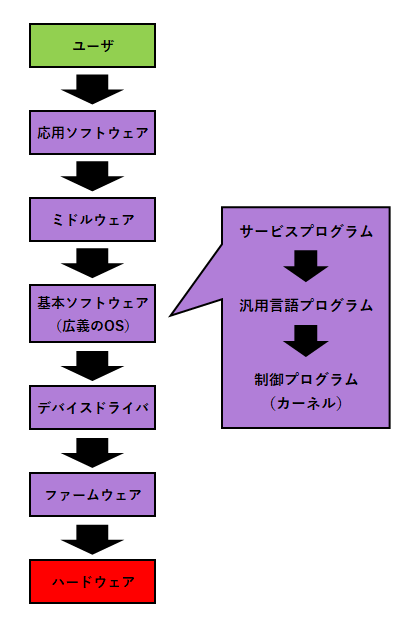 ユーザ
応用ソフトウェア
ミドルウェア
基本ソフトウェア
（広義のOS）
デバイスドライバ
ファームウェア
ハードウェア
サービスプログラム
汎用言語プログラム
制御プログラム
（カーネル）